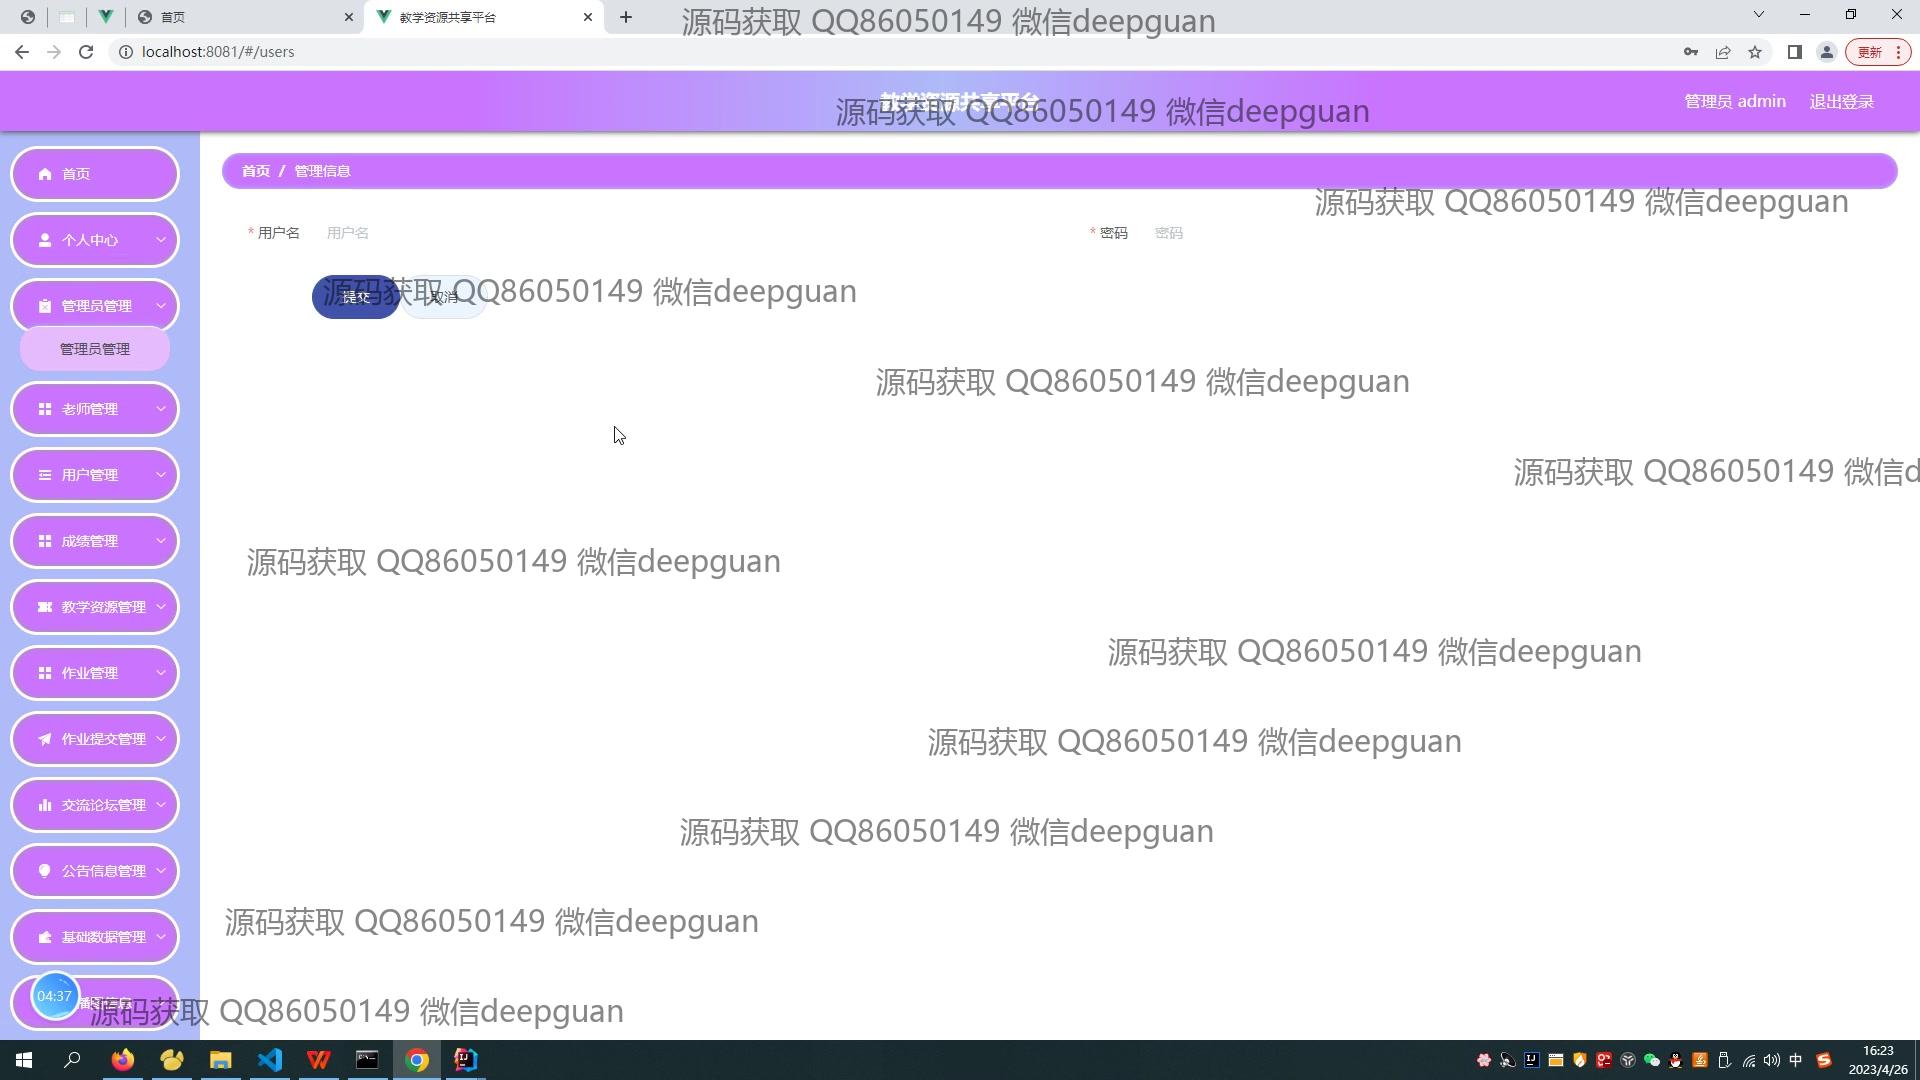 首页
教学资源共享平台
源码获取 QQ86050149 微信deepguan
localhost:8081/#/users
更新
教学资源共享平台
源码获取 QQ86050149 微信deepguan
管理员 admin
退出登录
首页 / 管理信息
源码获取 QQ86050149 微信deepguan
* 用户名 用户名
* 密码 密码
提交
取消
源码获取 QQ86050149 微信deepguan
源码获取 QQ86050149 微信deepguan
源码获取 QQ86050149 微信d
源码获取 QQ86050149 微信deepguan
源码获取 QQ86050149 微信deepguan
源码获取 QQ86050149 微信deepguan
源码获取 QQ86050149 微信deepguan
源码获取 QQ86050149 微信deepguan
首页
个人中心
管理员管理
管理员管理
老师管理
用户管理
成绩管理
教学资源管理
作业管理
作业提交管理
交流论坛管理
公告信息管理
基础数据管理
04:37
源码获取 QQ86050149 微信deepguan
中
16:23
2023/4/26